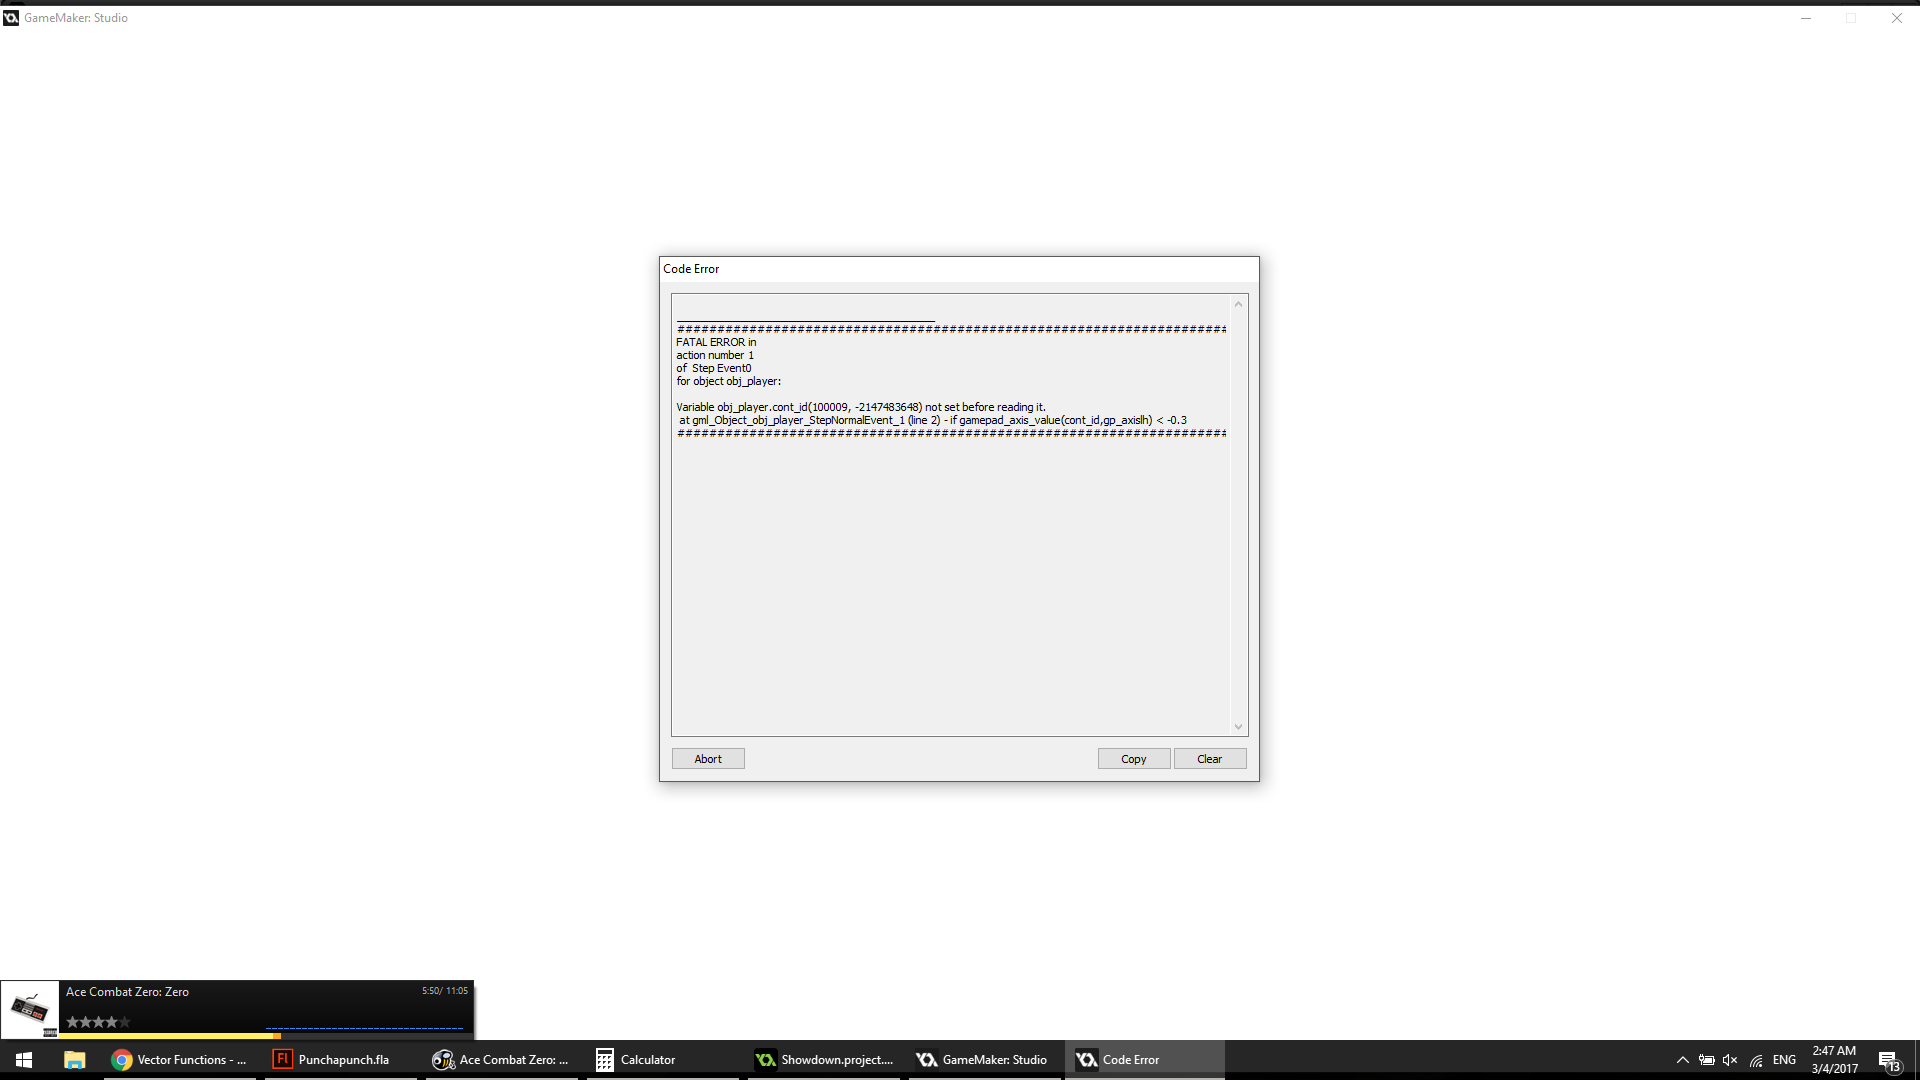 GameMaker: Studio
Code Error
________________________________________
#####################################################################
FATAL ERROR in
action number 1
of  Step Event0
for object obj_player:
Variable obj_player.cont_id(100009, -2147483648) not set before reading it.
at gml_Object_obj_player_StepNormalEvent_1 (line 2) - if gamepad_axis_value(cont_id,gp_axislh) < -0.3
#####################################################################
Abort
Copy
Clear
Ace Combat Zero: Zero
5:50/ 11:05
Vector Functions - ...
Fl
Punchapunch.fla
Ace Combat Zero: ...
Calculator
Showdown.project....
GameMaker: Studio
Code Error
ENG
2:47 AM
3/4/2017
13